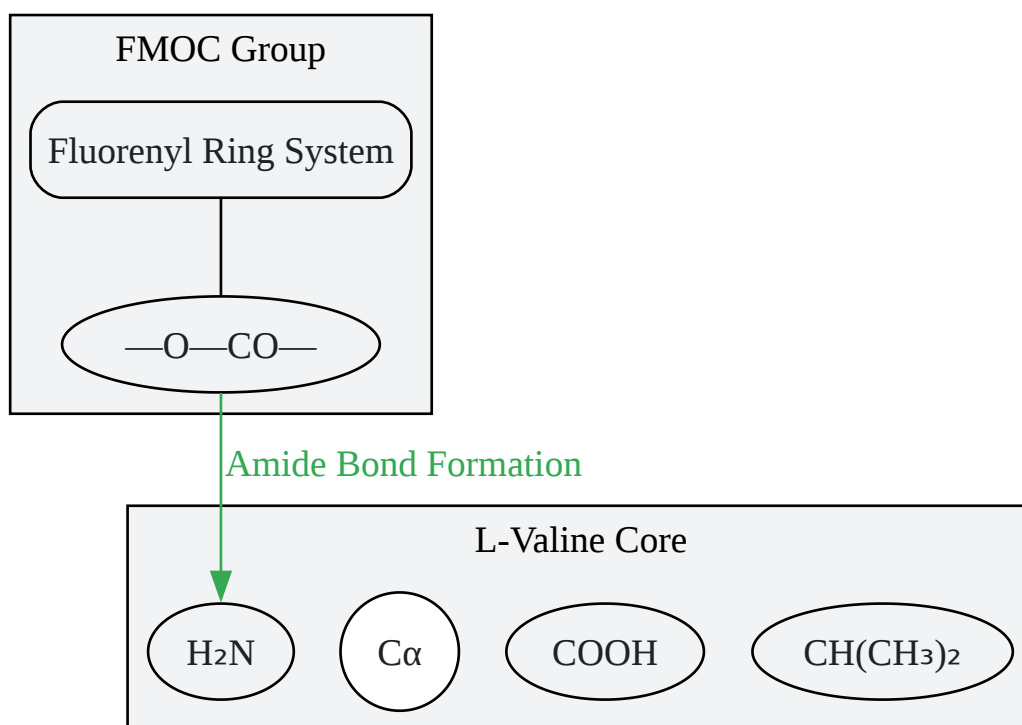 FMOC Group
Fluorenyl Ring System
—O—CO—
Amide Bond Formation
L-Valine Core
H₂N
Cα
COOH
CH(CH₃)₂